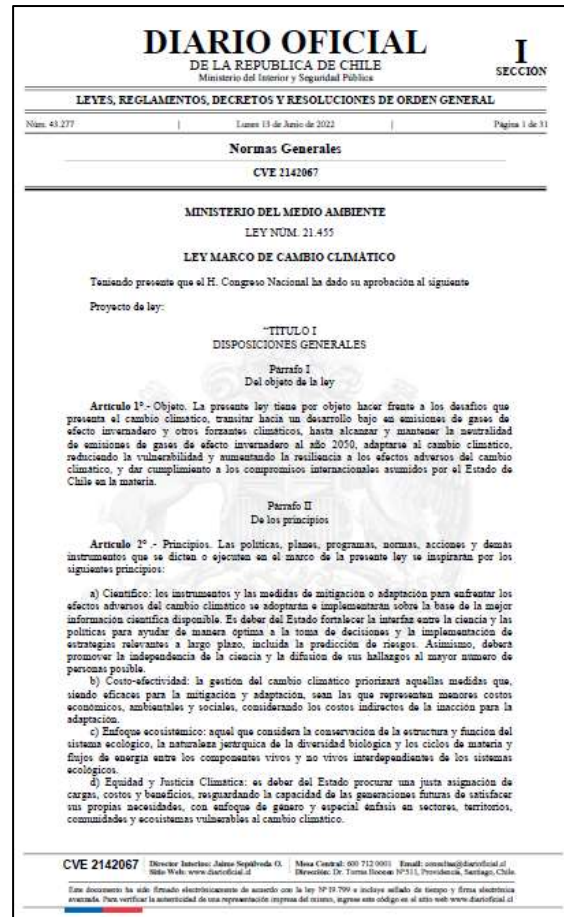 DIARIO OFICIAL
DE LA REPUBLICA DE CHILE
Ministerio del Interior y Seguridad Pública
I
SECCIÓN
LEYES, REGLAMENTOS, DECRETOS Y RESOLUCIONES DE ORDEN GENERAL
Núm. 43.277 | Lunes 13 de Junio de 2022 | Página 1 de 31
Normas Generales
CVE 2142067
MINISTERIO DEL MEDIO AMBIENTE
LEY NÚM. 21.455
LEY MARCO DE CAMBIO CLIMÁTICO
Teniendo presente que el H. Congreso Nacional ha dado su aprobación al siguiente
Proyecto de ley:
“TÍTULO I
DISPOSICIONES GENERALES
Párrafo I
Del objeto de la ley
Artículo 1º.- Objeto. La presente ley tiene por objeto hacer frente a los desafíos que
presenta el cambio climático, transitar hacia un desarrollo bajo en emisiones de gases de
efecto invernadero y otros forzantes climáticos, hasta alcanzar y mantener la neutralidad
de emisiones de gases de efecto invernadero al año 2050, adaptarse al cambio climático,
reduciendo la vulnerabilidad y aumentando la resiliencia a los efectos adversos del cambio
climático, y dar cumplimiento a los compromisos internacionales asumidos por el Estado de
Chile en la materia.
Párrafo II
De los principios
Artículo 2º .- Principios. Las políticas, planes, programas, normas, acciones y demás
instrumentos que se dicten o ejecuten en el marco de la presente ley se inspirarán por los
siguientes principios:
a) Científico: los instrumentos y las medidas de mitigación o adaptación para enfrentar los
efectos adversos del cambio climático se adoptarán e implementarán sobre la base de la mejor
información científica disponible. Es deber del Estado fortalecer la interfaz entre la ciencia y las
políticas para ayudar de manera óptima a la toma de decisiones y la implementación de
estrategias relevantes a largo plazo, incluida la predicción de riesgos. Asimismo, deberá
promover la independencia de la ciencia y la difusión de sus hallazgos al mayor número de
personas posible.
b) Costo-efectividad: la gestión del cambio climático priorizará aquellas medidas que,
siendo eficaces para la mitigación y adaptación, sean las que representen menores costos
económicos, ambientales y sociales, considerando los costos indirectos de la inacción para la
adaptación.
c) Enfoque ecosistémico: aquel que considera la conservación de la estructura y función del
sistema ecológico, la naturaleza jerárquica de la diversidad biológica y los ciclos de materia y
flujos de energía entre los componentes vivos y no vivos interdependientes de los sistemas
ecológicos.
d) Equidad y Justicia Climática: es deber del Estado procurar una justa asignación de
cargas, costos y beneficios, resguardando la capacidad de las generaciones futuras de satisfacer
sus propias necesidades, con enfoque de género y especial énfasis en sectores, territorios,
comunidades y ecosistemas vulnerables al cambio climático.
CVE 2142067
Director Interino: Jaime Sepúlveda O.
Sitio Web: www.diarioficial.cl
Mesa Central: 600 712 0001 Email: consultas@diarioficial.cl
Dirección: Dr. Torres Boonen Nº511, Providencia, Santiago, Chile.
Este documento ha sido firmado electrónicamente de acuerdo con la ley Nº19.799 e incluye sellado de tiempo y firma electrónica
avanzada. Para verificar la autenticidad de una representación impresa del mismo, ingrese este código en el sitio web www.diarioficial.cl